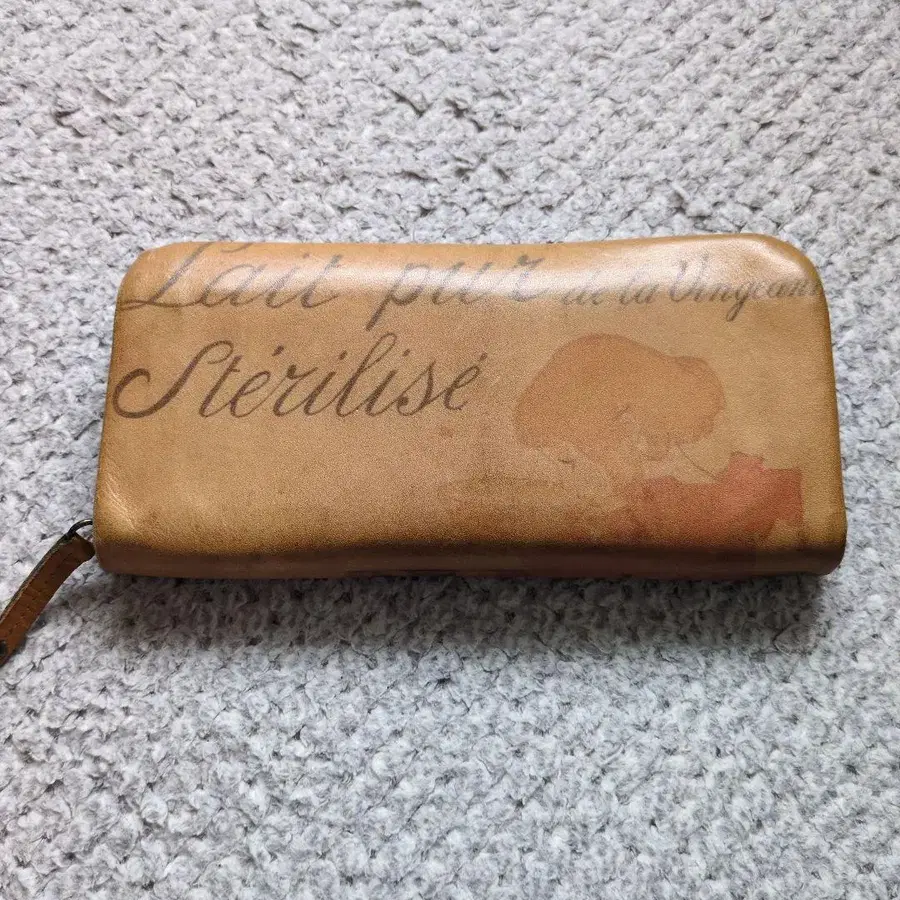 Lait pur de la Vingeanne
Stérilisé